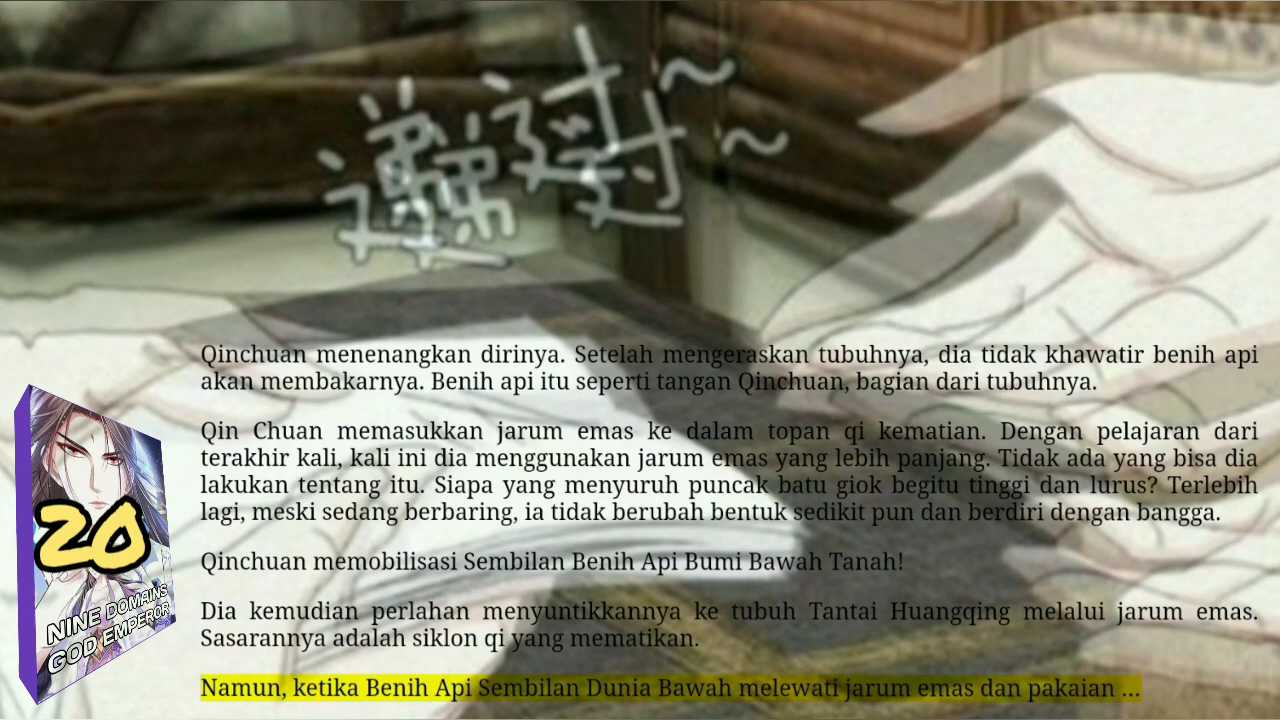 递过~~
Qinchuan menenangkan dirinya. Setelah mengeraskan tubuhnya, dia tidak khawatir benih api
akan membakarnya. Benih api itu seperti tangan Qinchuan, bagian dari tubuhnya.
Qin Chuan memasukkan jarum emas ke dalam topan qi kematian. Dengan pelajaran dari
terakhir kali, kali ini dia menggunakan jarum emas yang lebih panjang. Tidak ada yang bisa dia
lakukan tentang itu. Siapa yang menyuruh puncak batu giok begitu tinggi dan lurus? Terlebih
lagi, meski sedang berbaring, ia tidak berubah bentuk sedikit pun dan berdiri dengan bangga.
Qinchuan memobilisasi Sembilan Benih Api Bumi Bawah Tanah!
Dia kemudian perlahan menyuntikkannya ke tubuh Tantai Huangqing melalui jarum emas.
Sasarannya adalah siklon qi yang mematikan.
Namun, ketika Benih Api Sembilan Dunia Bawah melewati jarum emas dan pakaian ...
20
NINE DOMAINS
GOD EMPEROR